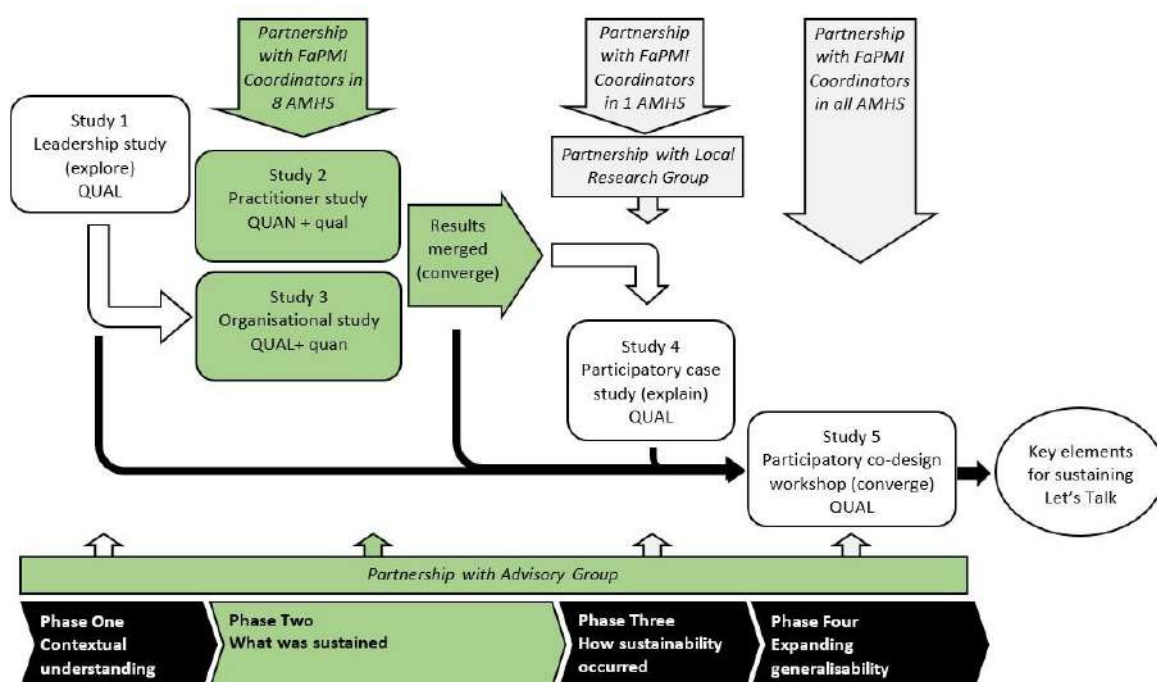 Partnership
with FaPMI
Coordinators in
8 AMHS
Partnership
with FaPMI
Coordinators
in 1 AMHS
Partnership
with FaPMI
Coordinators
in all AMHS
Study 1
Leadership study
(explore)
QUAL
Study 2
Practitioner study
QUAN + qual
Partnership with Local
Research Group
Results
merged
(converge)
Study 3
Organisational study
QUAL+ quan
Study 4
Participatory case
study (explain)
QUAL
Study 5
Participatory co-design
workshop (converge)
QUAL
Key elements
for sustaining
Let's Talk
Partnership with Advisory Group
Phase One
Contextual
understanding
Phase Two
What was sustained
Phase Three
How sustainability
occurred
Phase Four
Expanding
generalisability